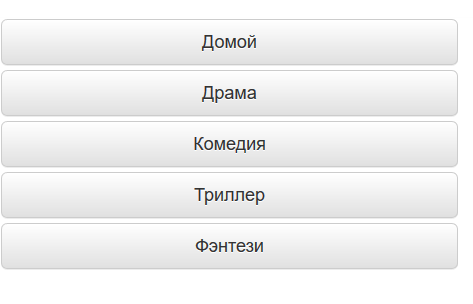 Домой
Драма
Комедия
Триллер
Фэнтези